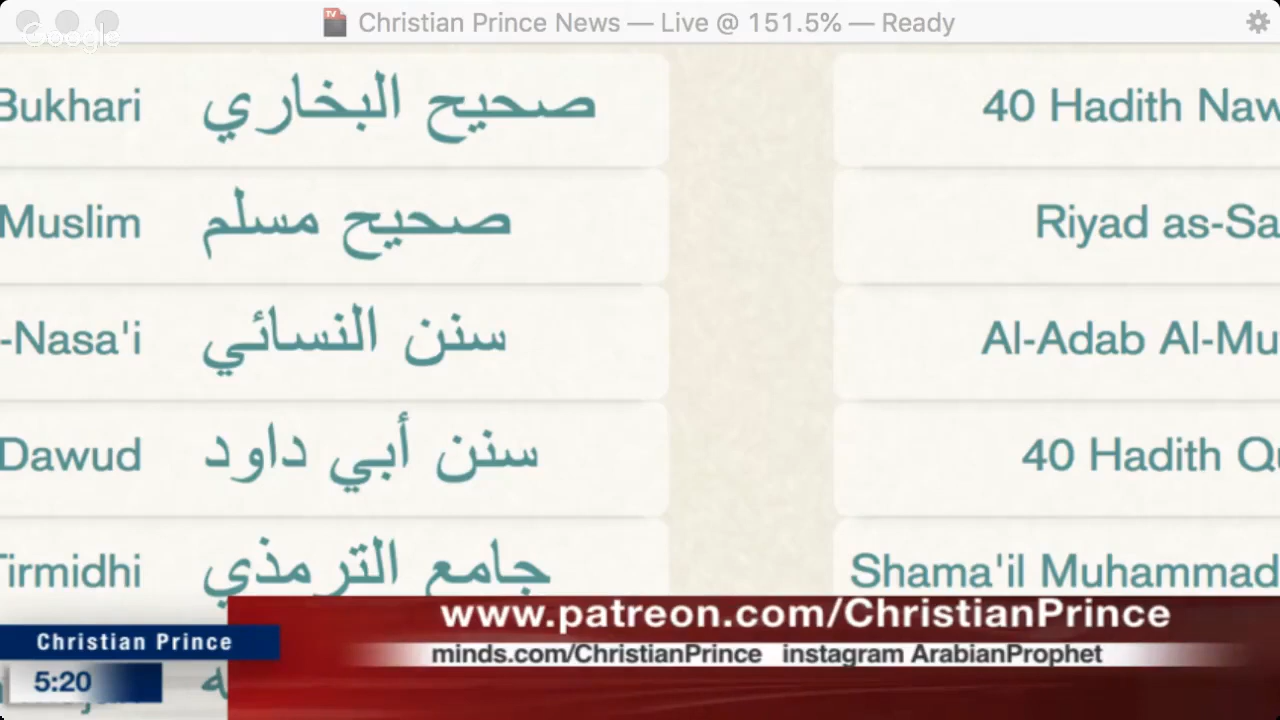 Christian Prince News — Live @ 151.5% — Ready
Google
Bukhari صحيح البخاري
40 Hadith Naw
Muslim صحيح مسلم
Riyad as-Sa
-Nasa'i سنن النسائي
Al-Adab Al-Mu
Dawud سنن أبي داود
40 Hadith Qu
Tirmidhi جامع الترمذي
Shama'il Muhammad
www.patreon.com/ChristianPrince
Christian Prince
minds.com/ChristianPrince instagram ArabianProphet
5:20